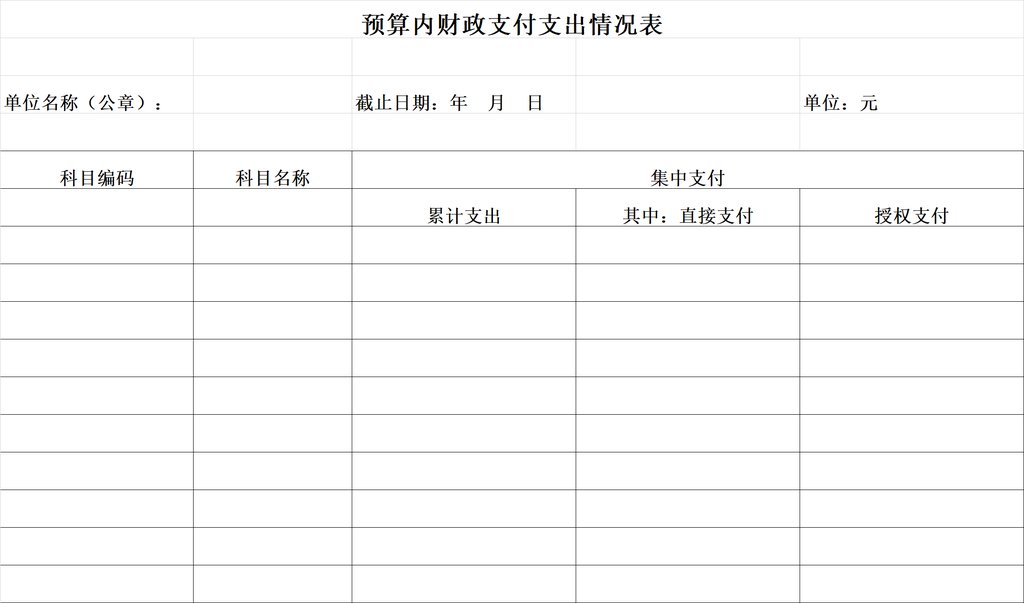 预算内财政支付支出情况表
单位名称（公章）： 截止日期：年 月 日 单位：元
科目编码 科目名称 集中支付
累计支出 其中：直接支付 授权支付